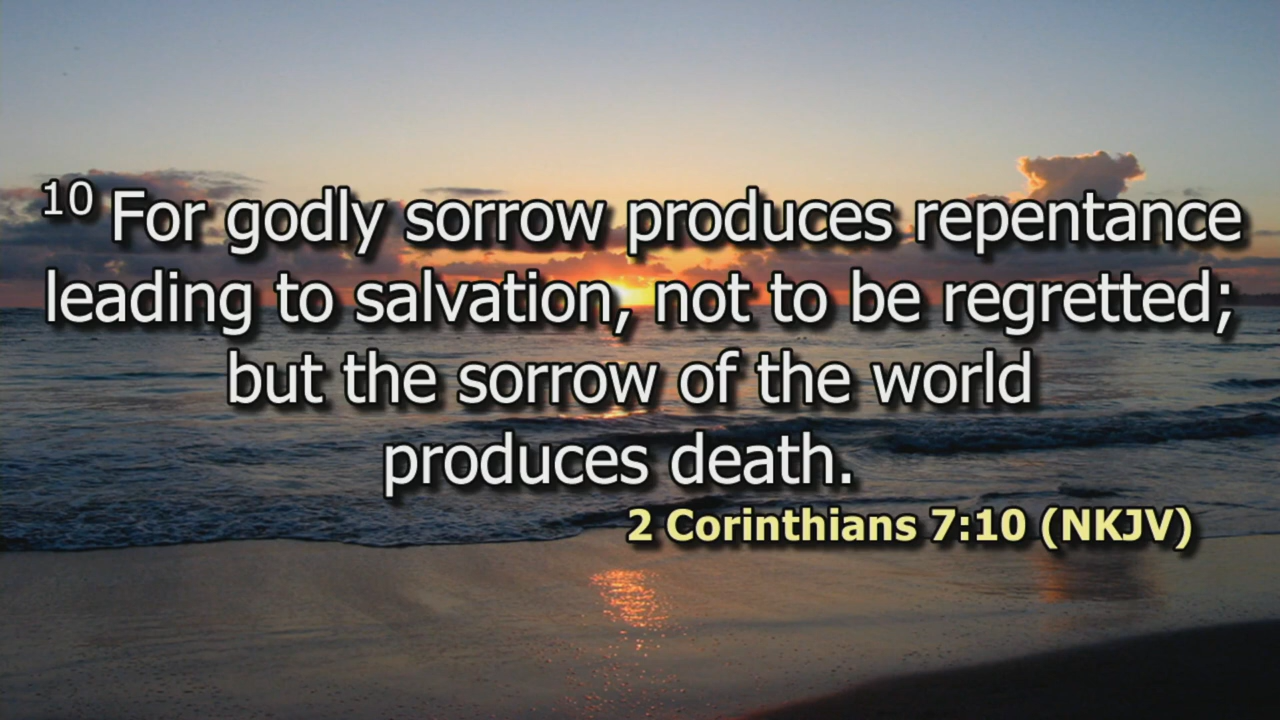 10 For godly sorrow produces repentance
leading to salvation, not to be regretted;
but the sorrow of the world
produces death.
2 Corinthians 7:10 (NKJV)